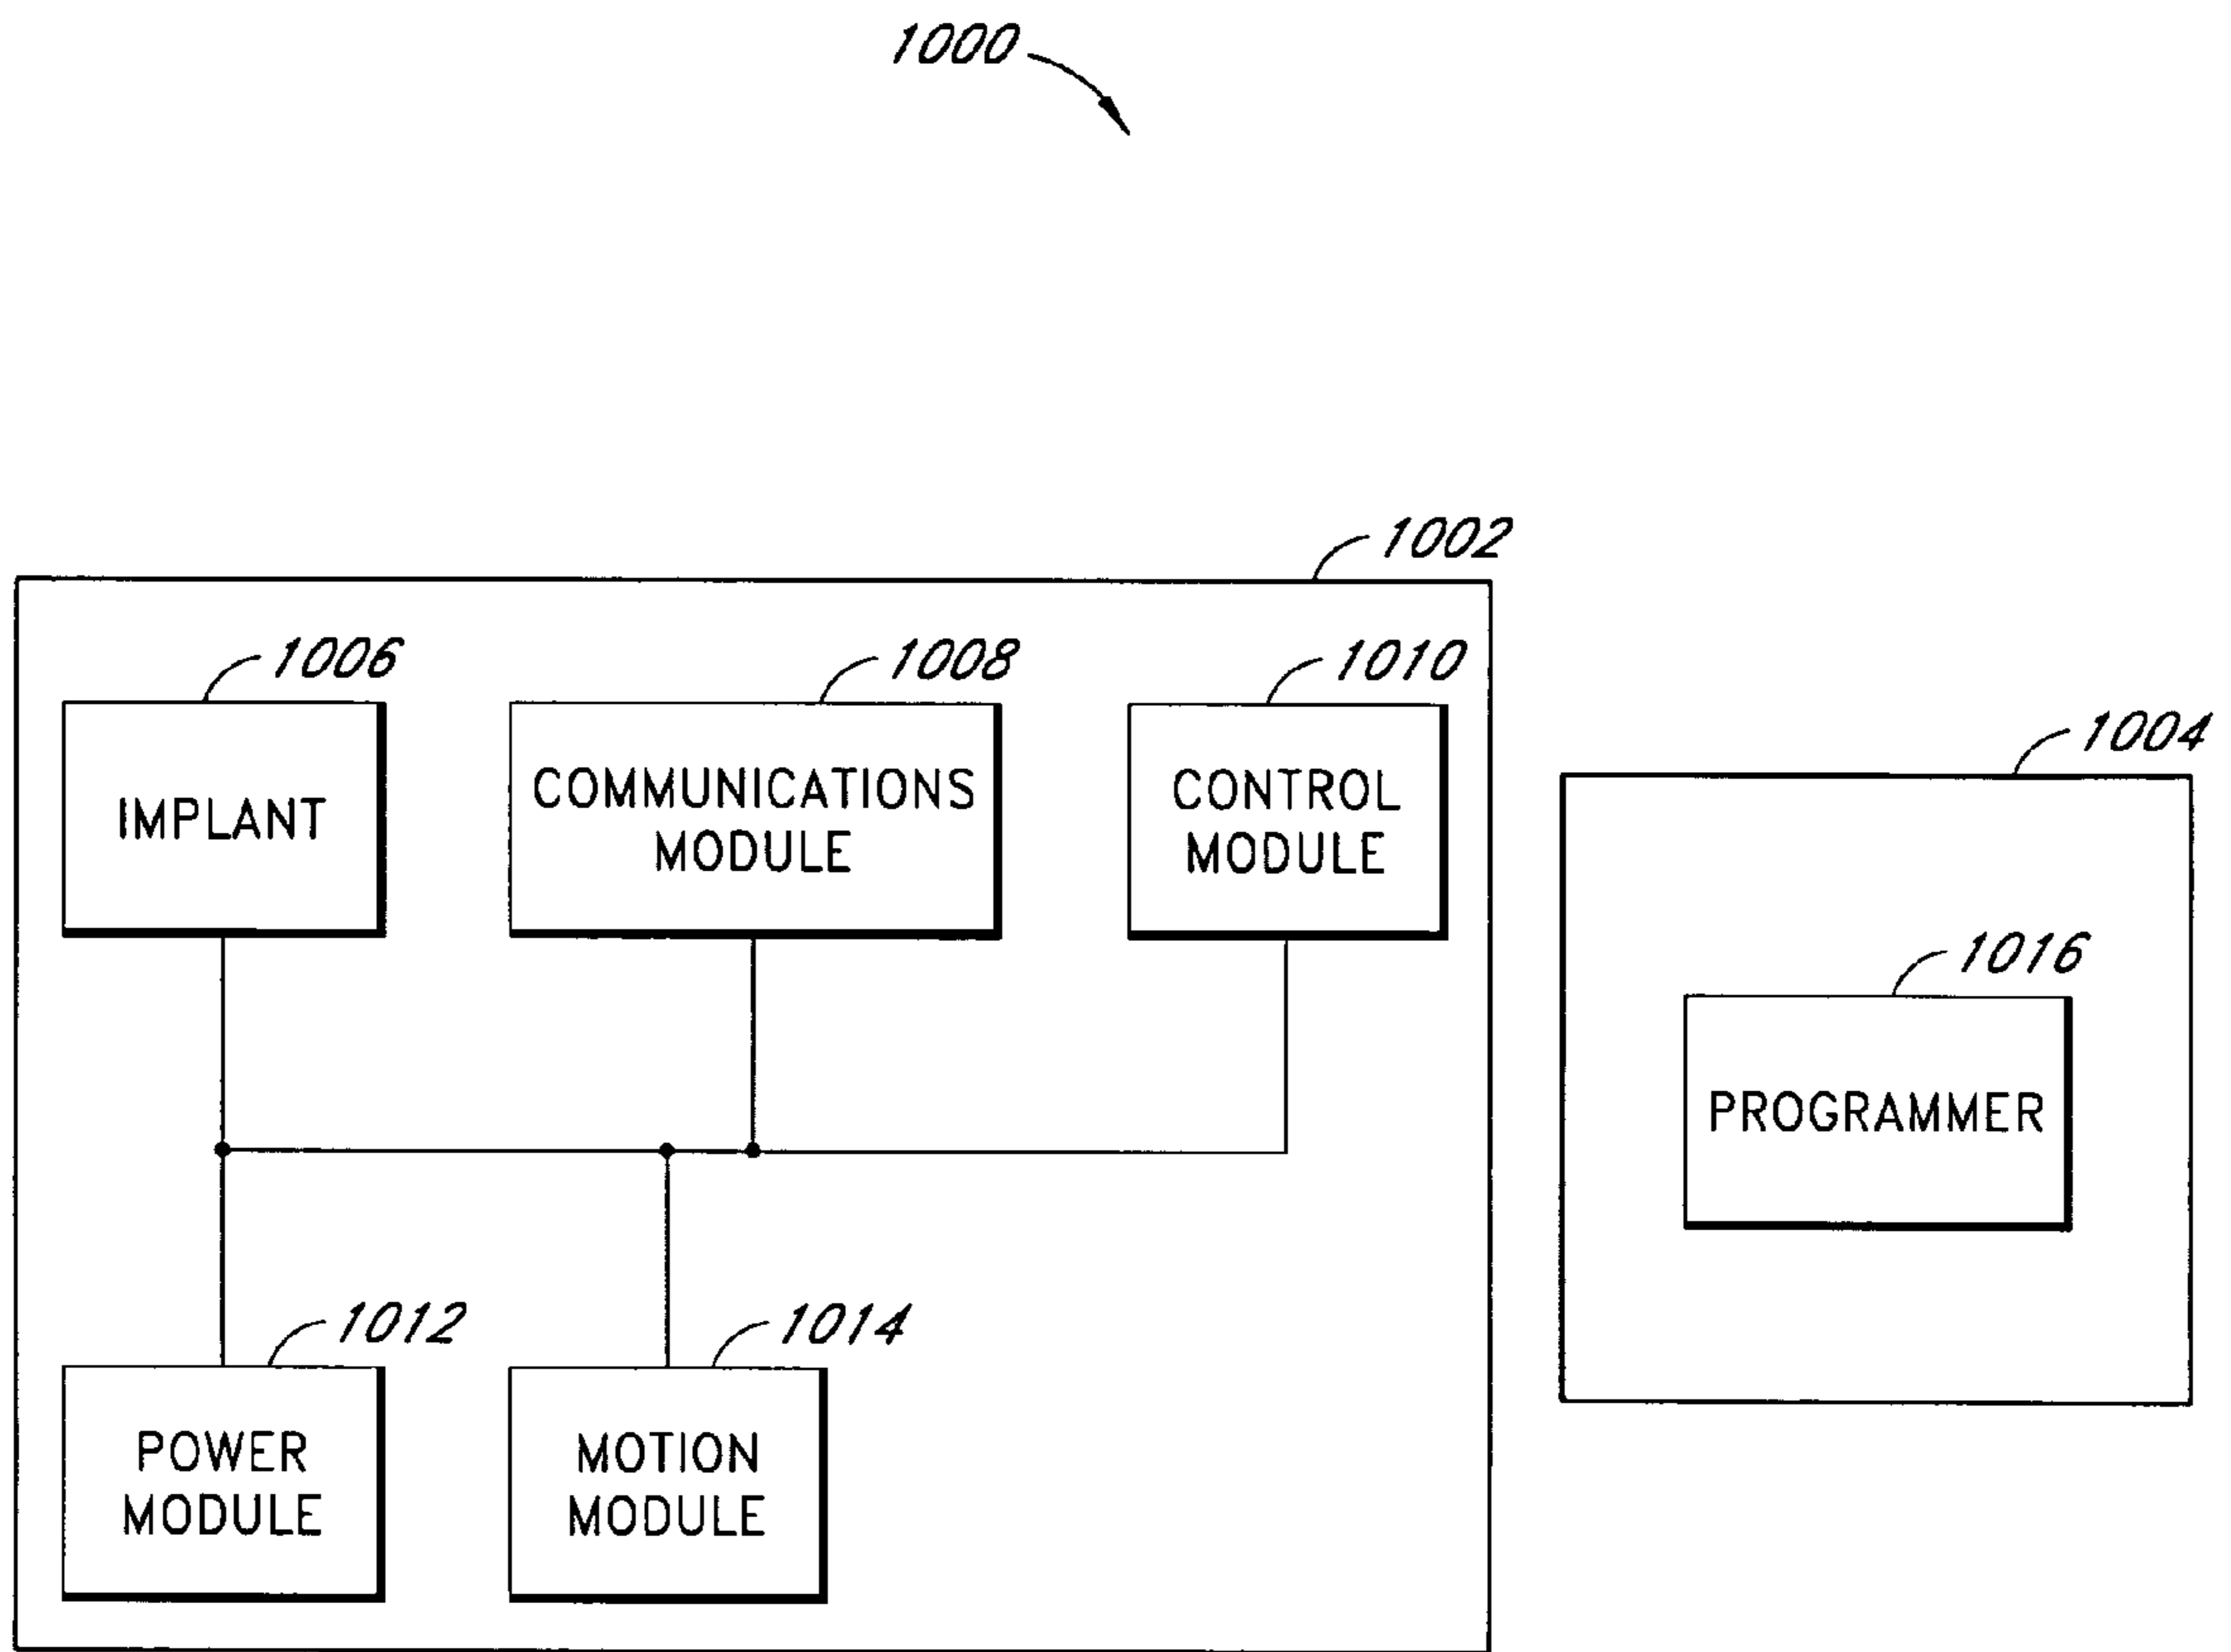 1000
1002
1006
1008
1010
IMPLANT
COMMUNICATIONS
MODULE
CONTROL
MODULE
1012
1014
POWER
MODULE
MOTION
MODULE
1004
1016
PROGRAMMER